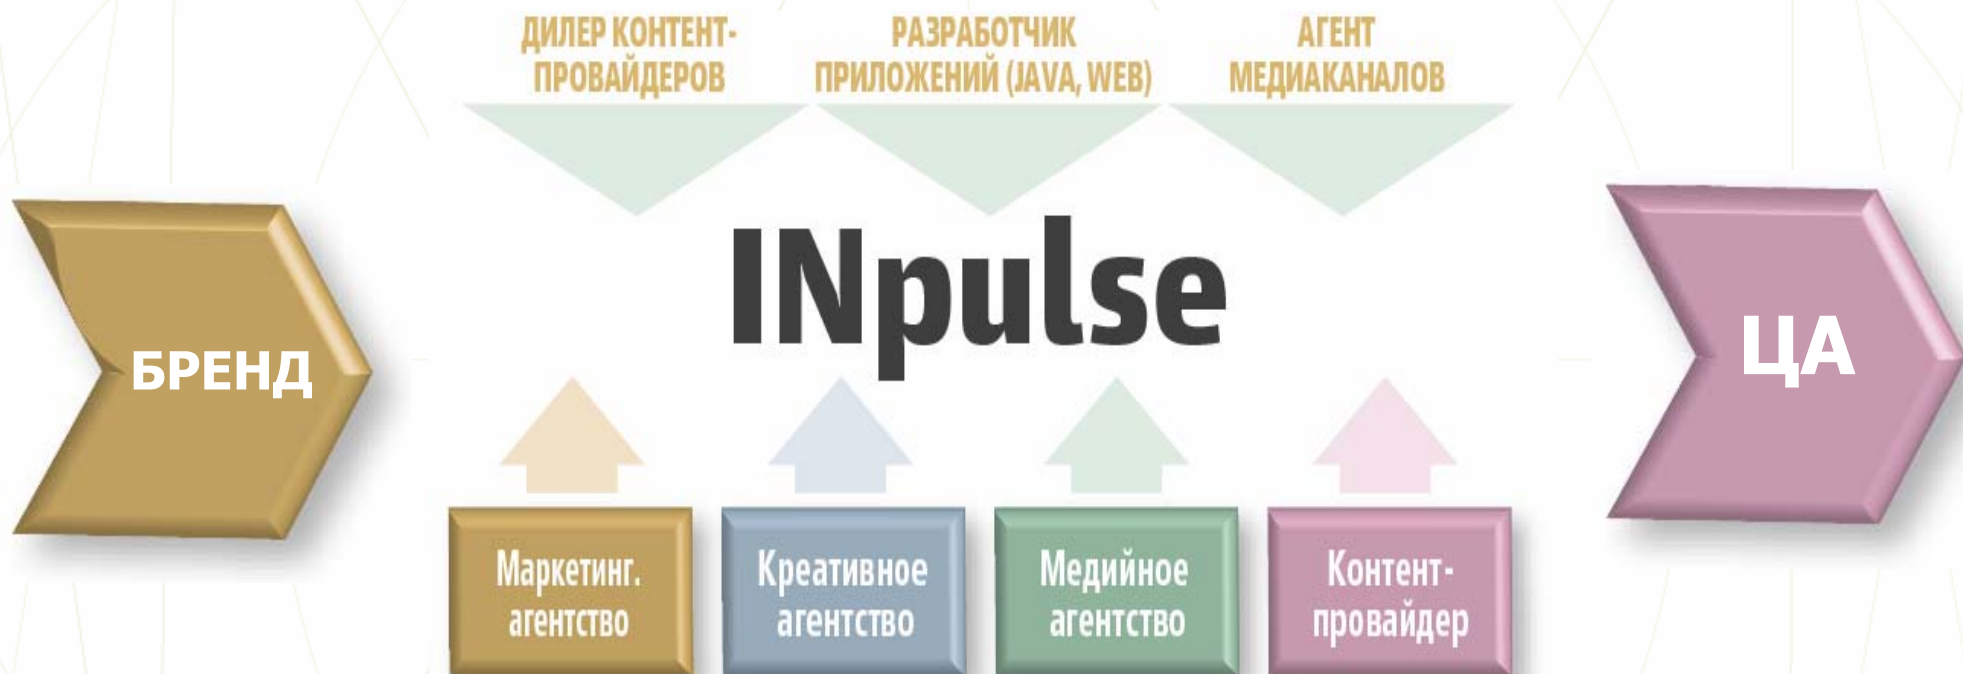 ДИЛЕР КОНТЕНТ-
ПРОВАЙДЕРОВ
РАЗРАБОТЧИК
ПРИЛОЖЕНИЙ (JAVA, WEB)
АГЕНТ
МЕДИАКАНАЛОВ
БРЕНД
INpulse
ЦА
Маркетинг.
агентство
Креативное
агентство
Медийное
агентство
Контент-
провайдер